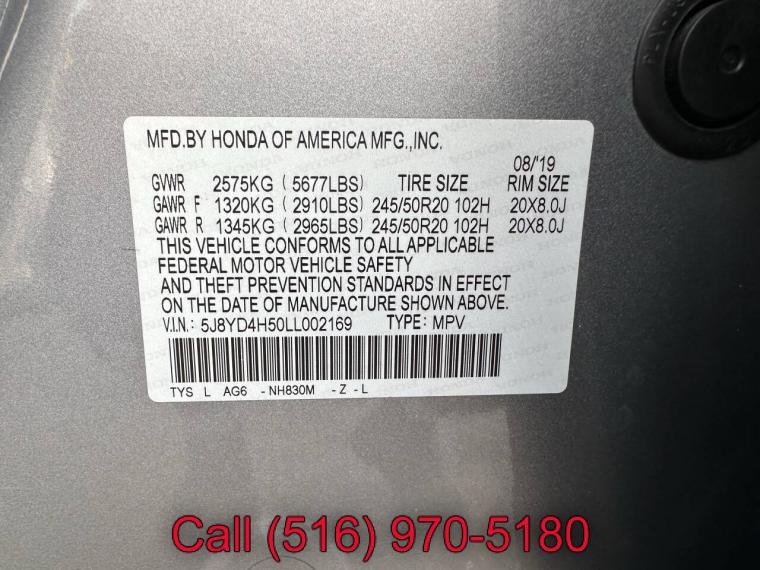 MFD.BY HONDA OF AMERICA MFG.,INC.
08/'19
GVWR 2575KG (5677LBS) TIRE SIZE RIM SIZE
GAWR F 1320KG (2910LBS) 245/50R20 102H 20X8.0J
GAWR R 1345KG (2965LBS) 245/50R20 102H 20X8.0J
THIS VEHICLE CONFORMS TO ALL APPLICABLE
FEDERAL MOTOR VEHICLE SAFETY
AND THEFT PREVENTION STANDARDS IN EFFECT
ON THE DATE OF MANUFACTURE SHOWN ABOVE.
V.I.N.: 5J8YD4H50LL002169 TYPE: MPV
TYS L AG6 -NH830M -Z-L
Call (516) 970-5180